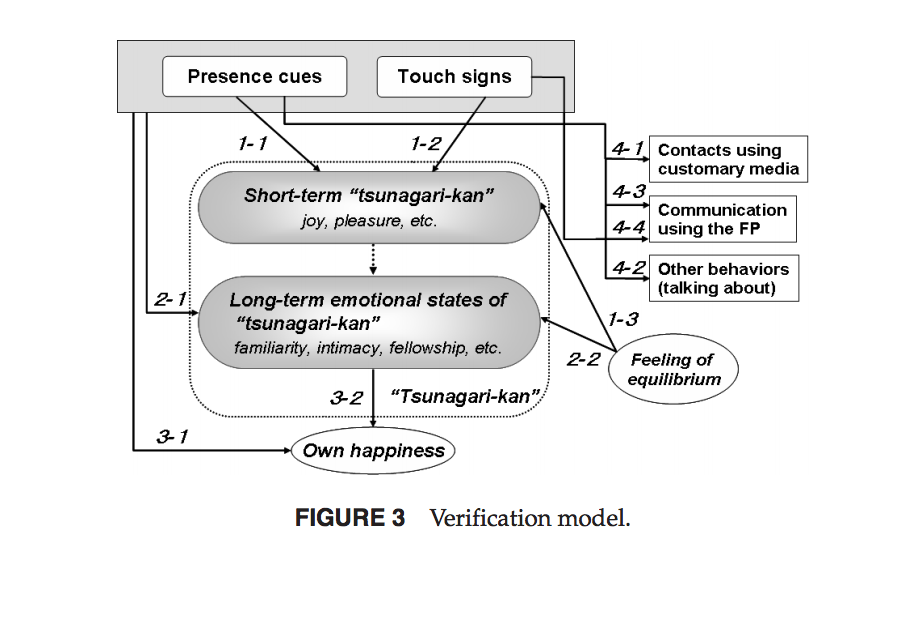 Presence cues
Touch signs
1-1
1-2
4-1
Contacts using
customary media
Short-term “tsunagari-kan”
joy, pleasure, etc.
4-3
Communication
using the FP
4-4
4-2
Other behaviors
(talking about)
2-1
Long-term emotional states of
“tsunagari-kan”
familiarity, intimacy, fellowship, etc.
1-3
2-2
Feeling of
equilibrium
3-2
“Tsunagari-kan”
3-1
Own happiness
FIGURE 3 Verification model.